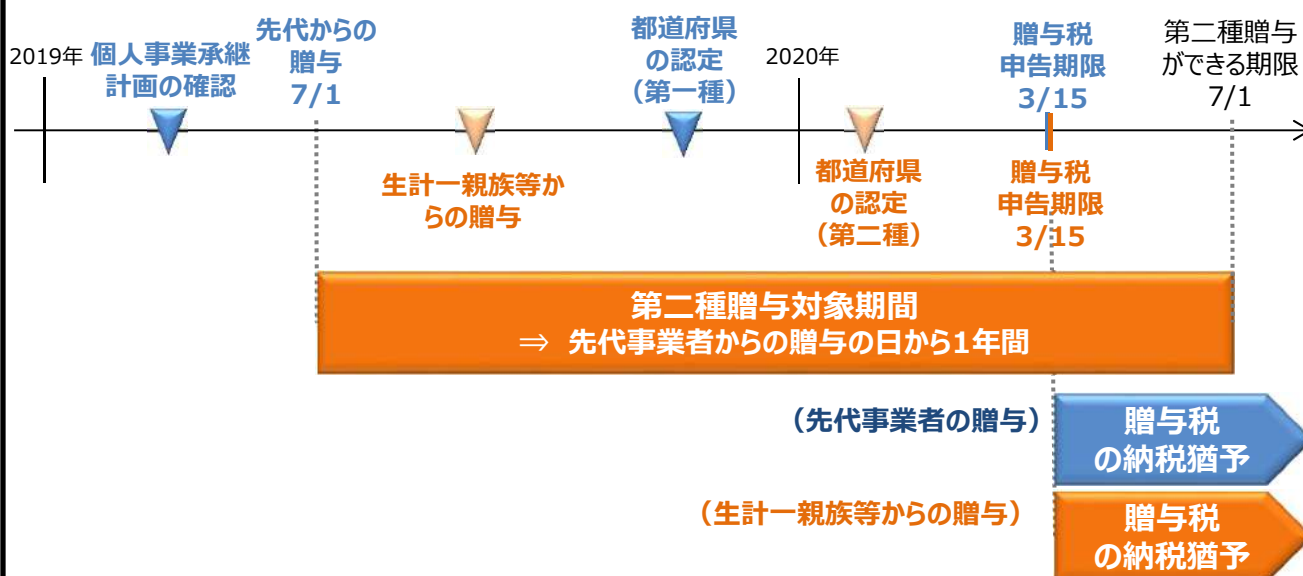 2019年
個人事業承継
計画の確認
先代からの
贈与
7/1
都道府県
の認定
（第一種）
2020年
贈与税
申告期限
3/15
第二種贈与
ができる期限
7/1
生計一親族等か
らの贈与
都道府県
の認定
（第二種）
贈与税
申告期限
3/15
第二種贈与対象期間
⇒ 先代事業者からの贈与の日から1年間
（先代事業者の贈与）
贈与税
の納税猶予
（生計一親族等からの贈与）
贈与税
の納税猶予